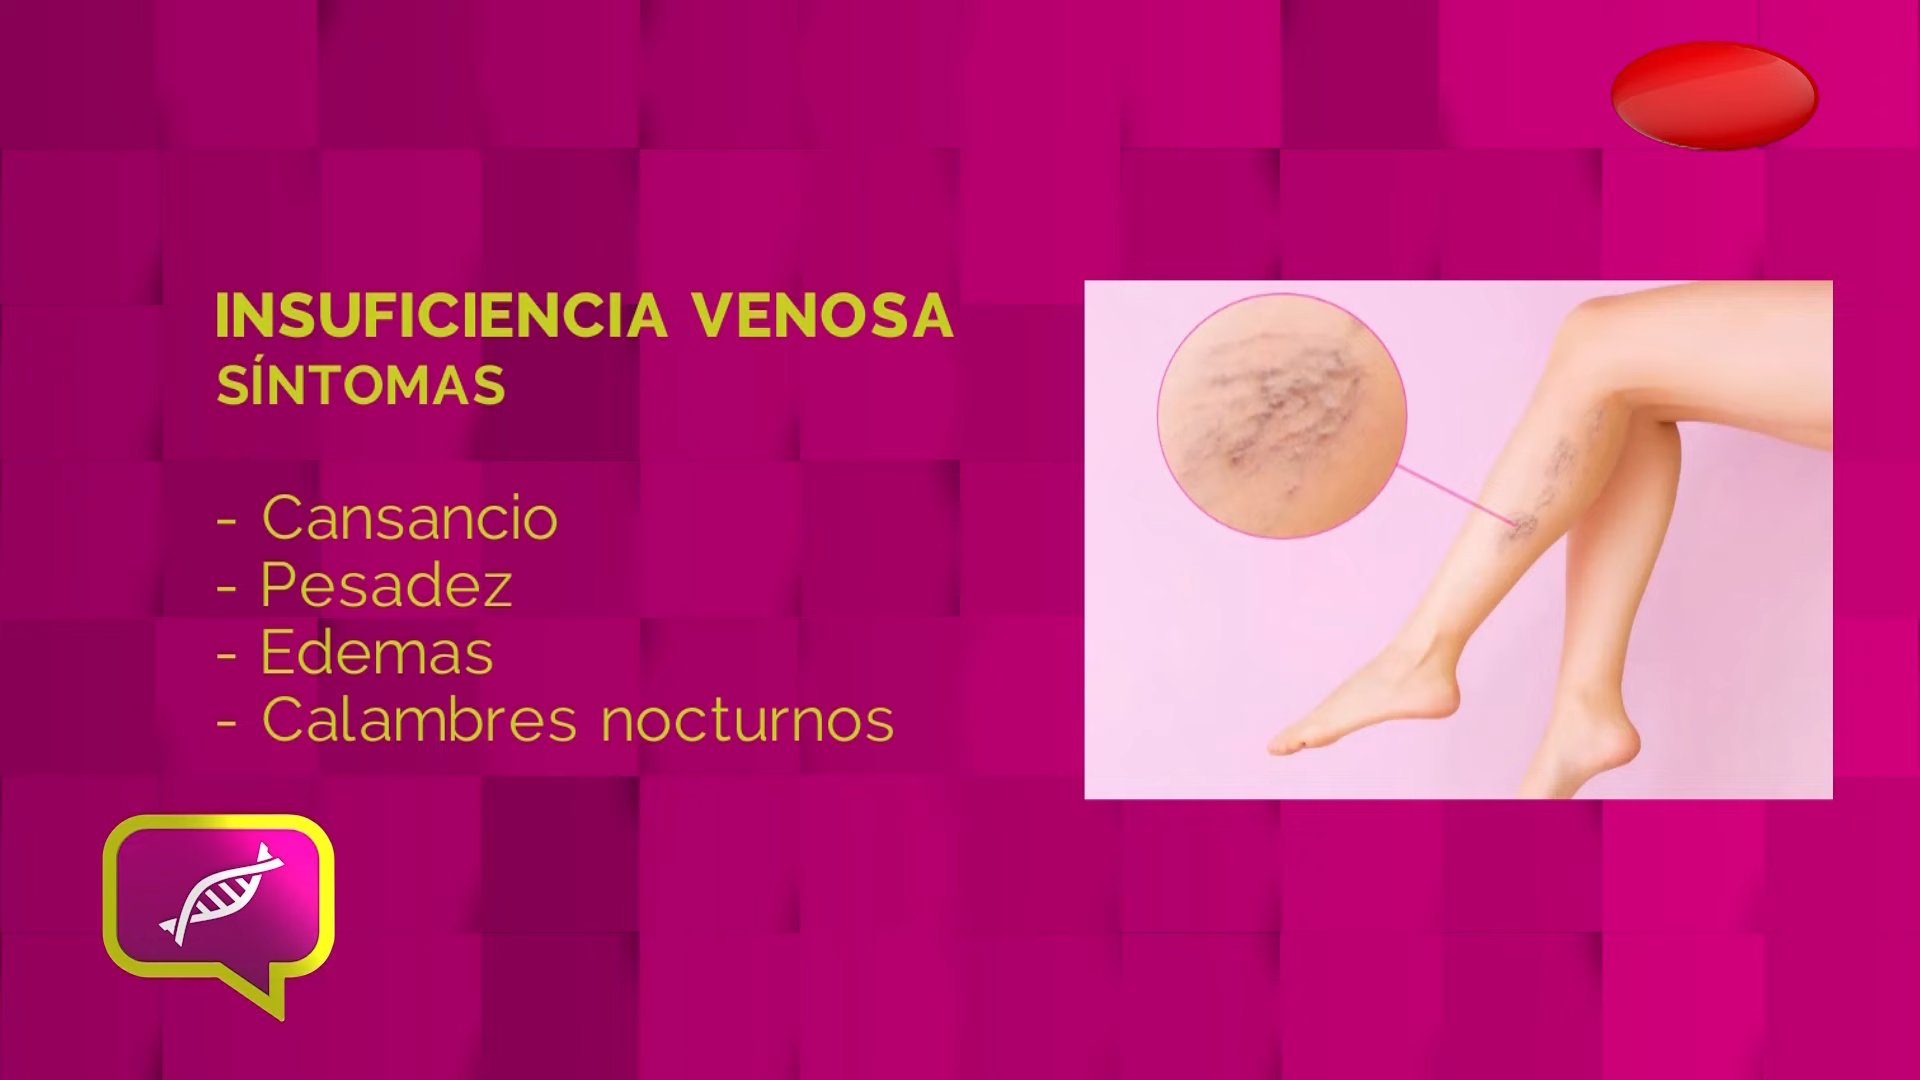 INSUFICIENCIA VENOSA
SÍNTOMAS
- Cansancio
- Pesadez
- Edemas
- Calambres nocturnos